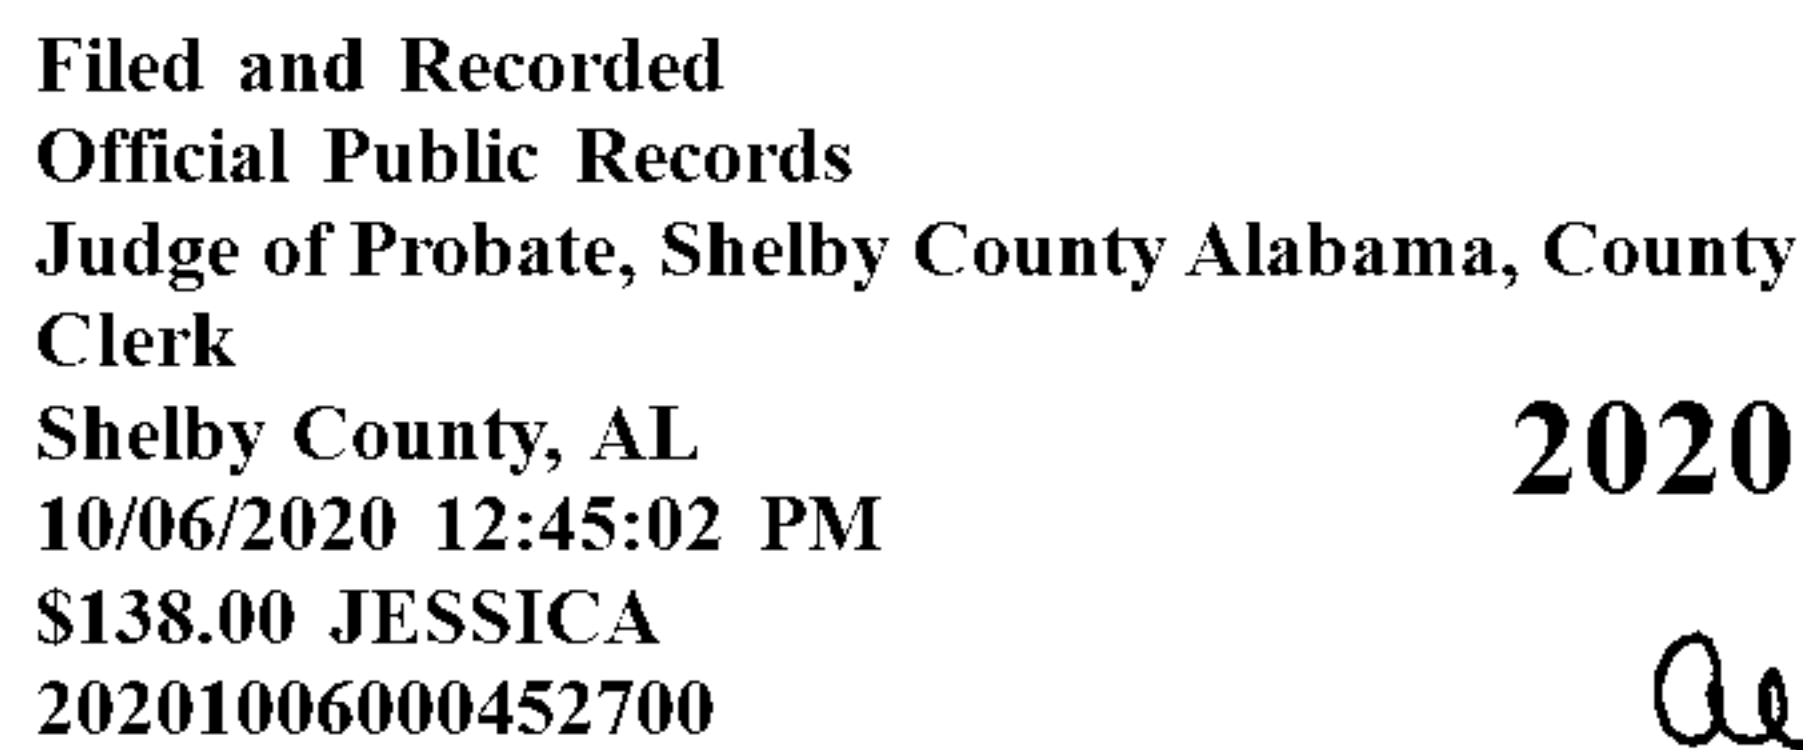 Filed and Recorded
Official Public Records
Judge of Probate, Shelby County Alabama, County
Clerk
Shelby County, AL
2020
10/06/2020 12:45:02 PM
$138.00 JESSICA
20201006000452700